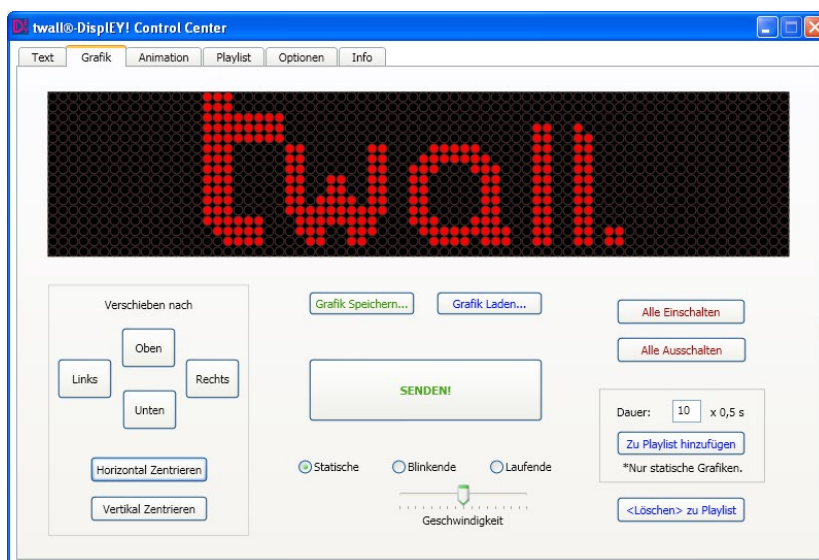 twall®-DisplEY! Control Center
Text Grafik Animation Playlist Optionen Info
twall.
Verschieben nach
Oben
Links
Rechts
Unten
Horizontal Zentrieren
Vertikal Zentrieren
Grafik Speichern...
Grafik Laden...
SENDEN!
Statische
Blinkende
Laufende
Geschwindigkeit
Alle Einschalten
Alle Ausschalten
Dauer: 10 x 0,5 s
Zu Playlist hinzufügen
*Nur statische Grafiken.
<Löschen> zu Playlist